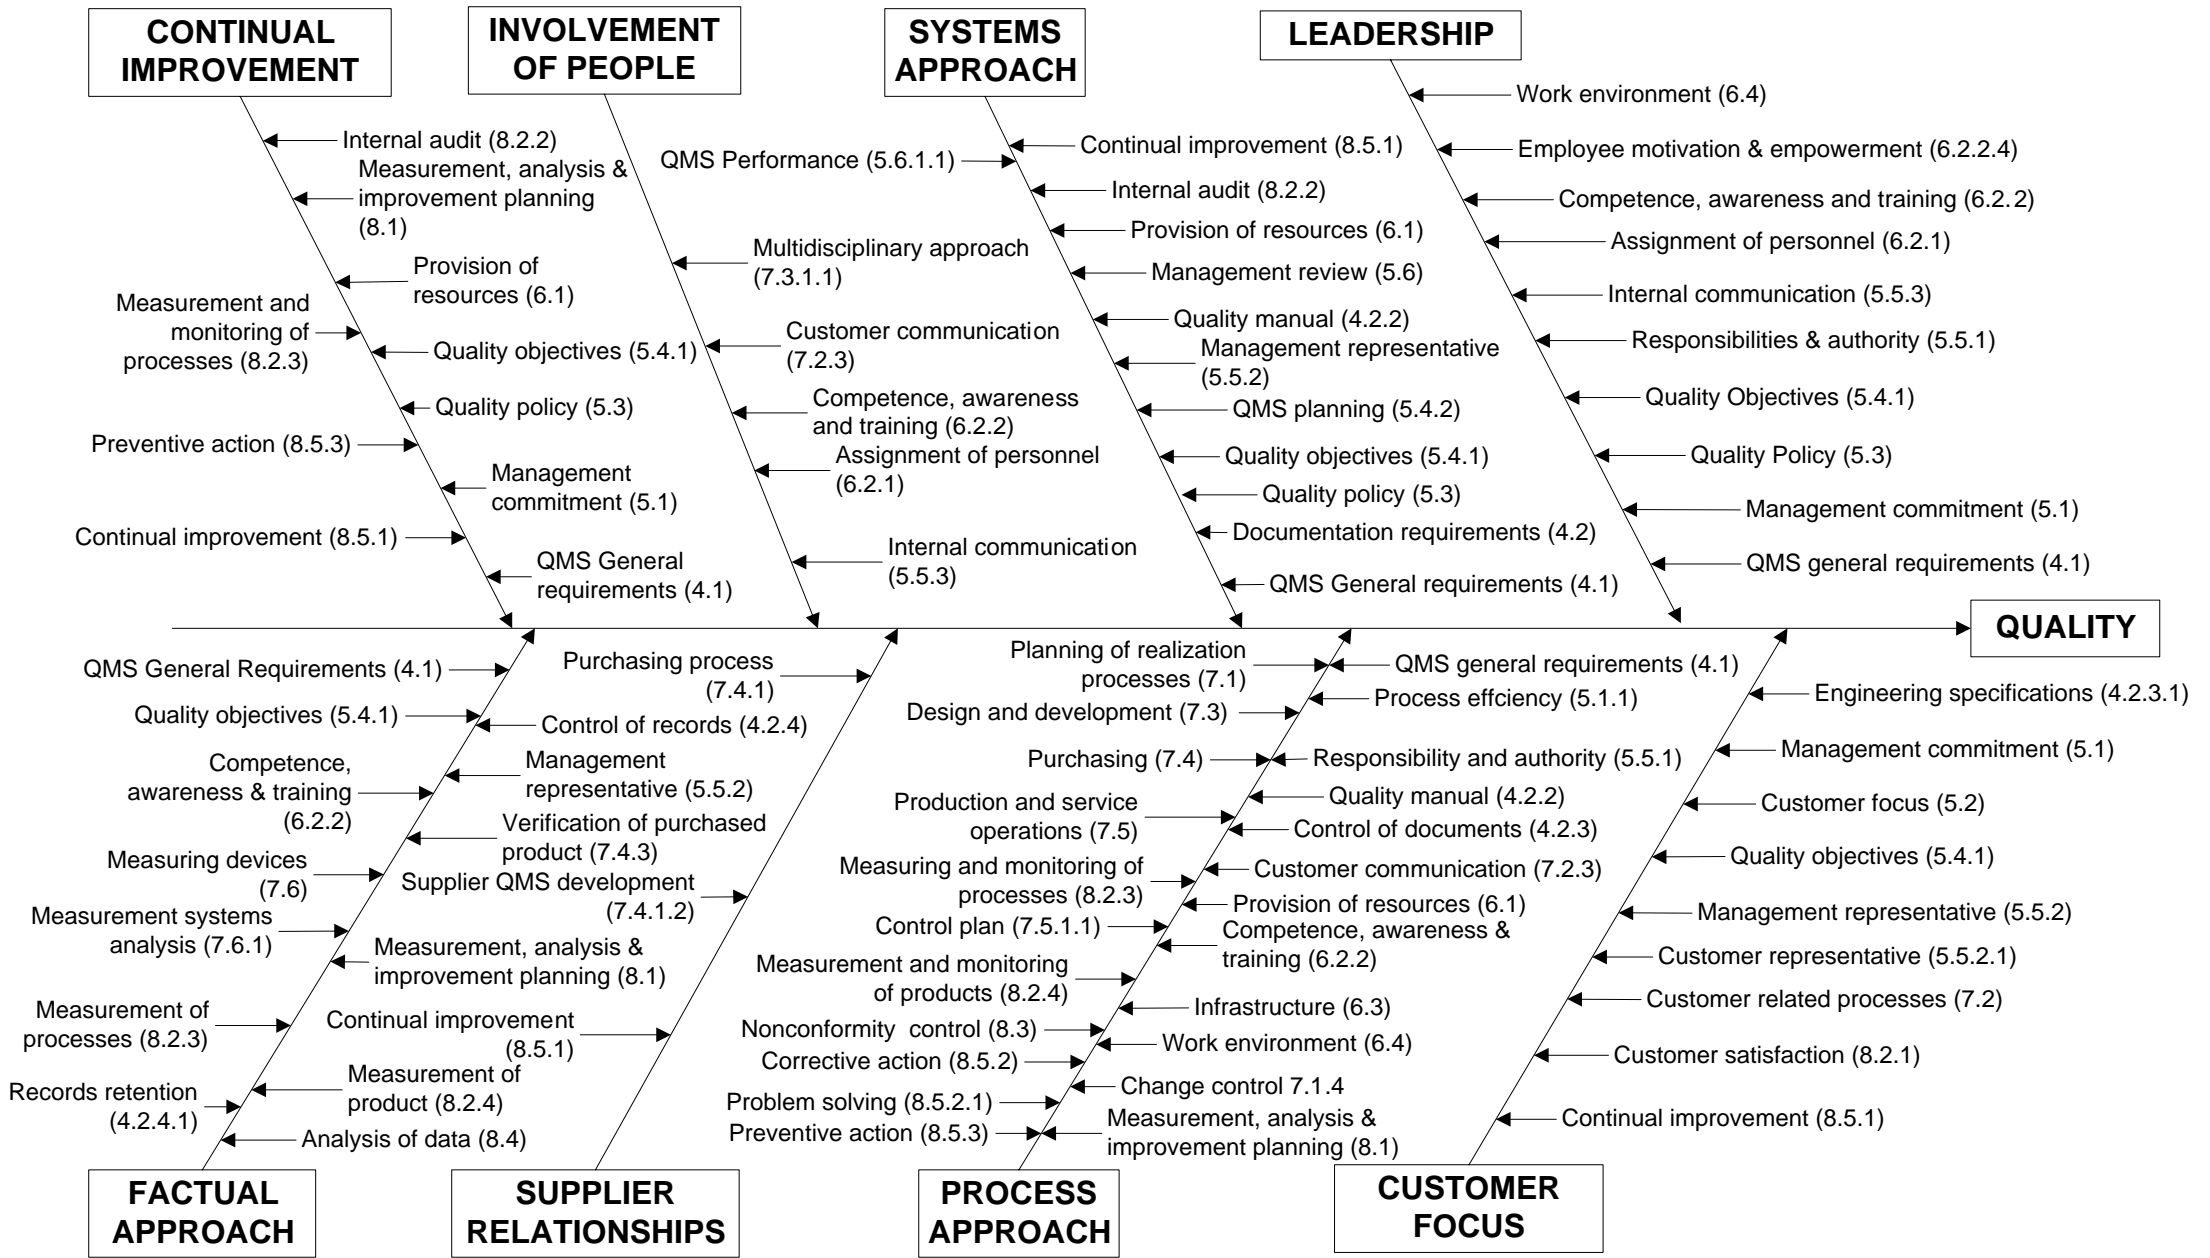 CONTINUAL
IMPROVEMENT
Internal audit (8.2.2)
Measurement, analysis &
improvement planning
(8.1)
Provision of
resources (6.1)
Measurement and
monitoring of
processes (8.2.3)
Quality objectives (5.4.1)
Quality policy (5.3)
Preventive action (8.5.3)
Management
commitment (5.1)
Continual improvement (8.5.1)
QMS General
requirements (4.1)
INVOLVEMENT
OF PEOPLE
QMS Performance (5.6.1.1)
Multidisciplinary approach
(7.3.1.1)
Customer communication
(7.2.3)
Competence, awareness
and training (6.2.2)
Assignment of personnel
(6.2.1)
Internal communication
(5.5.3)
SYSTEMS
APPROACH
Continual improvement (8.5.1)
Internal audit (8.2.2)
Provision of resources (6.1)
Management review (5.6)
Quality manual (4.2.2)
Management representative
(5.5.2)
QMS planning (5.4.2)
Quality objectives (5.4.1)
Quality policy (5.3)
Documentation requirements (4.2)
QMS General requirements (4.1)
LEADERSHIP
Work environment (6.4)
Employee motivation & empowerment (6.2.2.4)
Competence, awareness and training (6.2.2)
Assignment of personnel (6.2.1)
Internal communication (5.5.3)
Responsibilities & authority (5.5.1)
Quality Objectives (5.4.1)
Quality Policy (5.3)
Management commitment (5.1)
QMS general requirements (4.1)
QUALITY
QMS General Requirements (4.1)
Quality objectives (5.4.1)
Control of records (4.2.4)
Management
representative (5.5.2)
Competence,
awareness & training
(6.2.2)
Verification of purchased
product (7.4.3)
Measuring devices
(7.6)
Measurement systems
analysis (7.6.1)
Measurement, analysis &
improvement planning (8.1)
Measurement of
processes (8.2.3)
Measurement of
product (8.2.4)
Records retention
(4.2.4.1)
Analysis of data (8.4)
FACTUAL
APPROACH
Purchasing process
(7.4.1)
Supplier QMS development
(7.4.1.2)
Continual improvement
(8.5.1)
SUPPLIER
RELATIONSHIPS
Planning of realization
processes (7.1)
QMS general requirements (4.1)
Process effciency (5.1.1)
Design and development (7.3)
Purchasing (7.4)
Responsibility and authority (5.5.1)
Quality manual (4.2.2)
Production and service
operations (7.5)
Control of documents (4.2.3)
Measuring and monitoring of
processes (8.2.3)
Customer communication (7.2.3)
Provision of resources (6.1)
Control plan (7.5.1.1)
Competence, awareness &
training (6.2.2)
Measurement and monitoring
of products (8.2.4)
Infrastructure (6.3)
Nonconformity control (8.3)
Work environment (6.4)
Corrective action (8.5.2)
Change control 7.1.4
Problem solving (8.5.2.1)
Preventive action (8.5.3)
Measurement, analysis &
improvement planning (8.1)
PROCESS
APPROACH
Engineering specifications (4.2.3.1)
Management commitment (5.1)
Customer focus (5.2)
Quality objectives (5.4.1)
Management representative (5.5.2)
Customer representative (5.5.2.1)
Customer related processes (7.2)
Customer satisfaction (8.2.1)
Continual improvement (8.5.1)
CUSTOMER
FOCUS